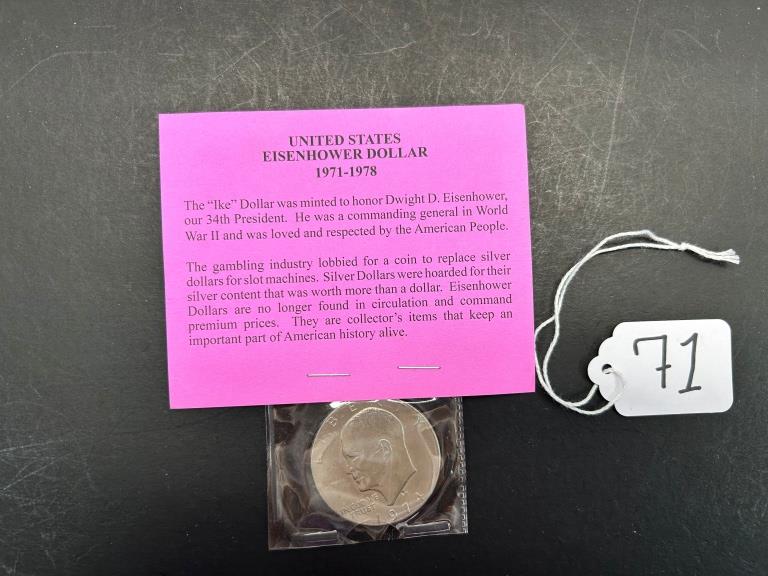 UNITED STATES
EISENHOWER DOLLAR
1971-1978
The “Ike” Dollar was minted to honor Dwight D. Eisenhower,
our 34th President. He was a commanding general in World
War II and was loved and respected by the American People.
The gambling industry lobbied for a coin to replace silver
dollars for slot machines. Silver Dollars were hoarded for their
silver content that was worth more than a dollar. Eisenhower
Dollars are no longer found in circulation and command
premium prices. They are collector's items that keep an
important part of American history alive.
71
IN GOD WE
TRUST
1974